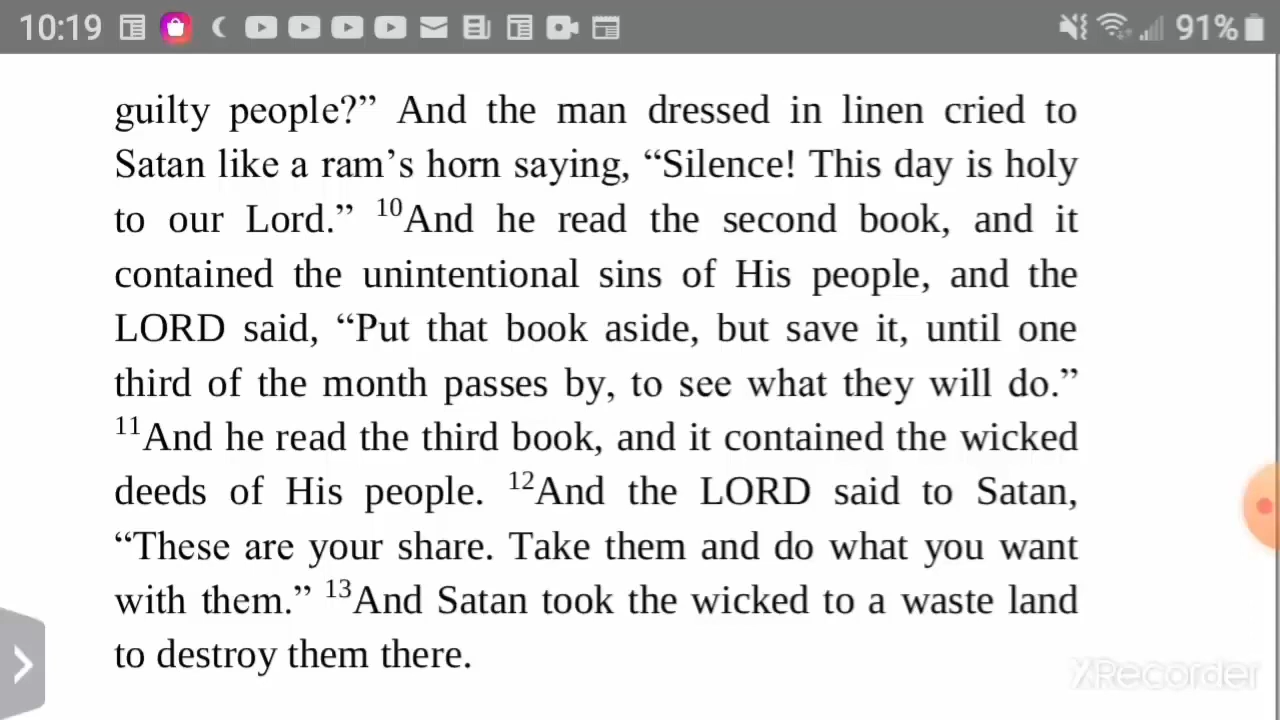 10:19 91%
guilty people?” And the man dressed in linen cried to
Satan like a ram’s horn saying, “Silence! This day is holy
to our Lord.” ¹⁰And he read the second book, and it
contained the unintentional sins of His people, and the
LORD said, “Put that book aside, but save it, until one
third of the month passes by, to see what they will do.”
¹¹And he read the third book, and it contained the wicked
deeds of His people. ¹²And the LORD said to Satan,
“These are your share. Take them and do what you want
with them.” ¹³And Satan took the wicked to a waste land
to destroy them there.
XRecorder